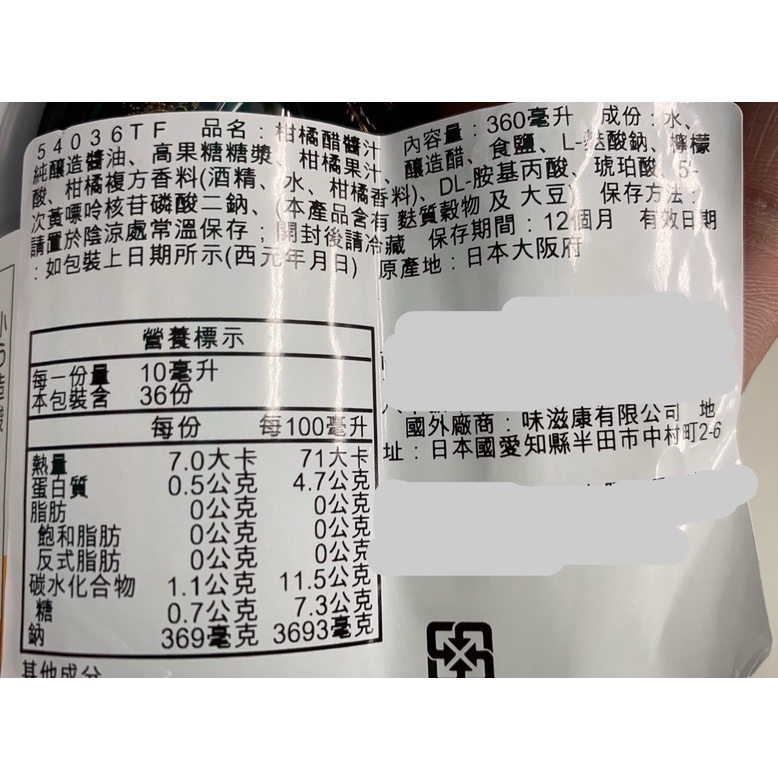 54036TF 品名：柑橘醋醬汁 內容量：360毫升 成份：水、
純釀造醬油、高果糖糖漿、柑橘果汁、釀造醋、食鹽、L-麩酸鈉、檸檬
酸、柑橘複方香料(酒精、水、柑橘香料)、DL-胺基丙酸、琥珀酸、5'-
次黃嘌呤核苷磷酸二鈉、(本產品含有 麩質穀物 及 大豆) 保存方法：
請置於陰涼處常溫保存；開封後請冷藏 保存期間：12個月 有效日期
：如包裝上日期所示(西元年月日) 原產地：日本大阪府
營養標示
每一份量 10毫升
本包裝含 36份
每份 每100毫升
熱量 7.0大卡 71大卡
蛋白質 0.5公克 4.7公克
脂肪 0公克 0公克
飽和脂肪 0公克 0公克
反式脂肪 0公克 0公克
碳水化合物 1.1公克 11.5公克
糖 0.7公克 7.3公克
鈉 369毫克 3693毫克
其他成分
國外廠商：味滋康有限公司 地
址：日本國愛知縣半田市中村町2-6